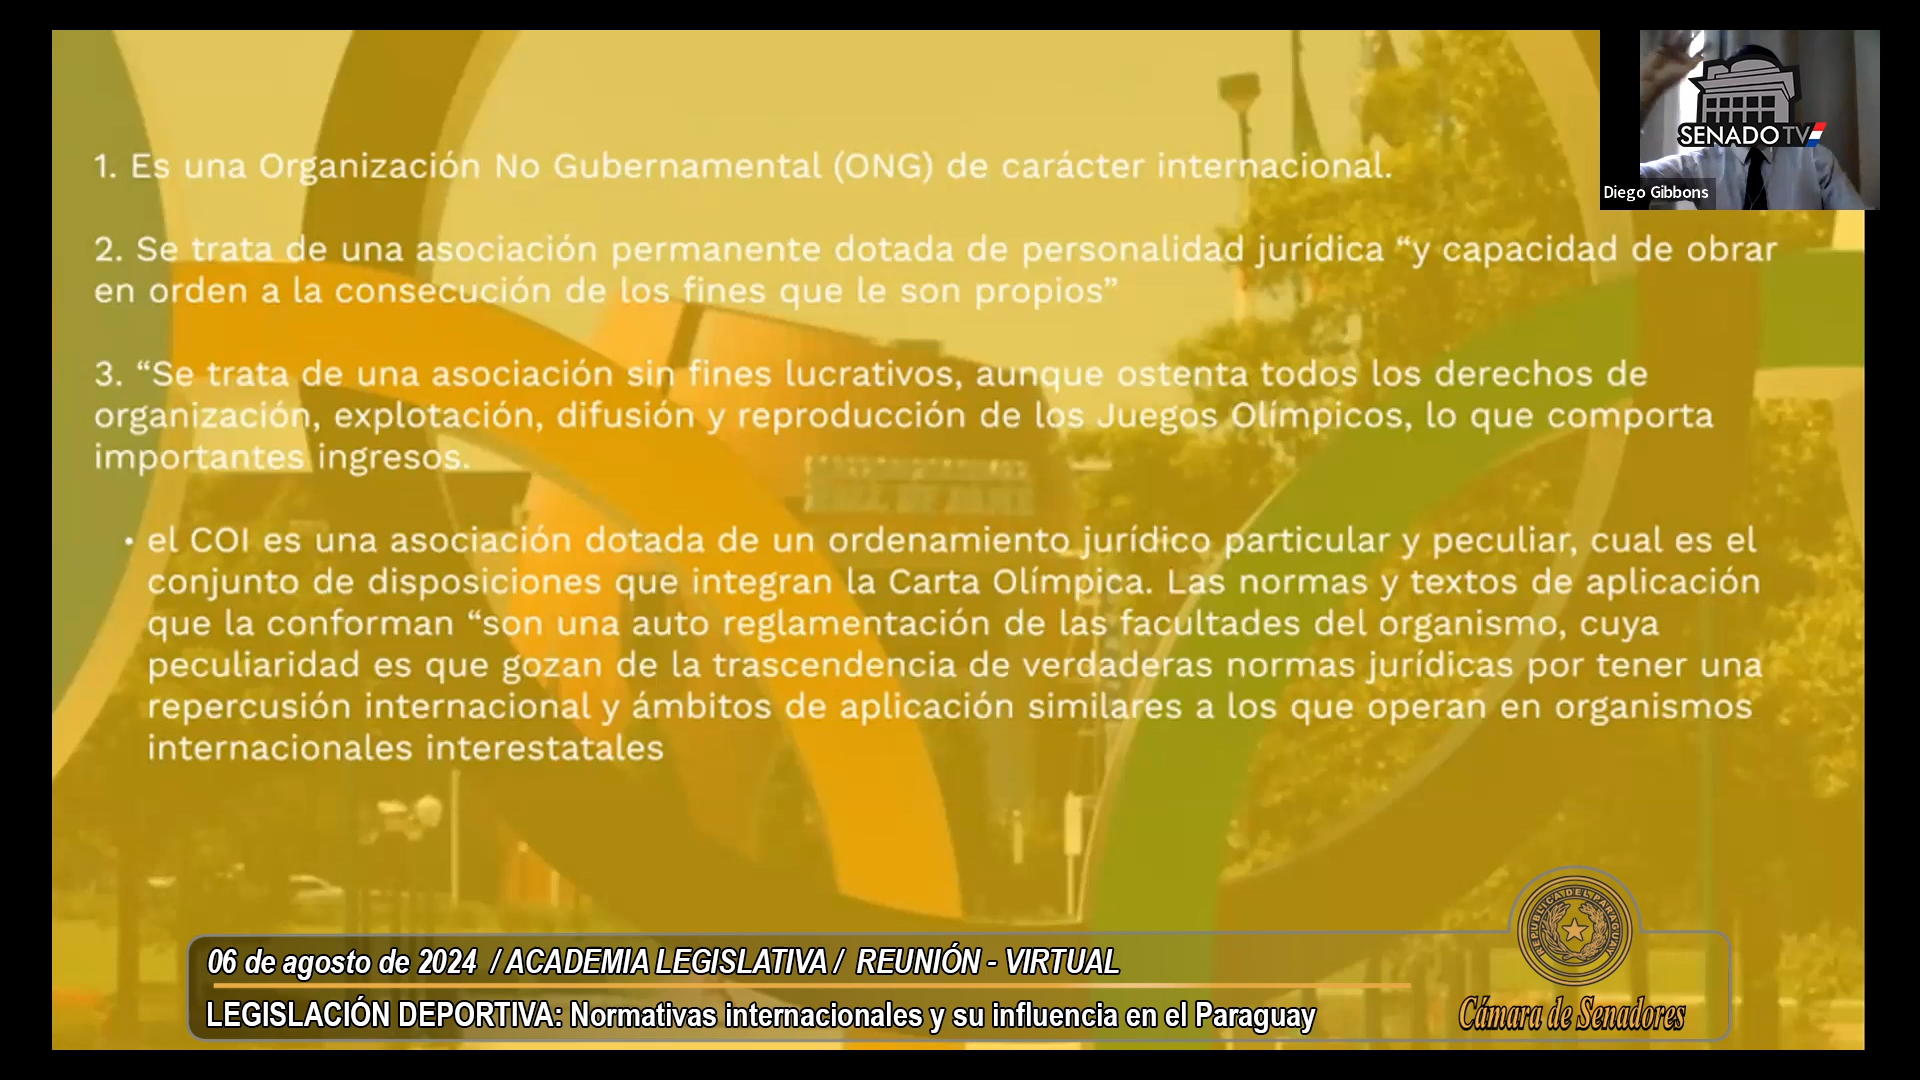 SENADO TV
Diego Gibbons
1. Es una Organización No Gubernamental (ONG) de carácter internacional.
2. Se trata de una asociación permanente dotada de personalidad jurídica “y capacidad de obrar
en orden a la consecución de los fines que le son propios”
3. “Se trata de una asociación sin fines lucrativos, aunque ostenta todos los derechos de
organización, explotación, difusión y reproducción de los Juegos Olímpicos, lo que comporta
importantes ingresos.
• el COI es una asociación dotada de un ordenamiento jurídico particular y peculiar, cual es el
conjunto de disposiciones que integran la Carta Olímpica. Las normas y textos de aplicación
que la conforman “son una auto reglamentación de las facultades del organismo, cuya
peculiaridad es que gozan de la trascendencia de verdaderas normas jurídicas por tener una
repercusión internacional y ámbitos de aplicación similares a los que operan en organismos
internacionales interestatales
06 de agosto de 2024 / ACADEMIA LEGISLATIVA / REUNIÓN - VIRTUAL
LEGISLACIÓN DEPORTIVA: Normativas internacionales y su influencia en el Paraguay
REPUBLICA DEL PARAGUAY
Cámara de Senadores